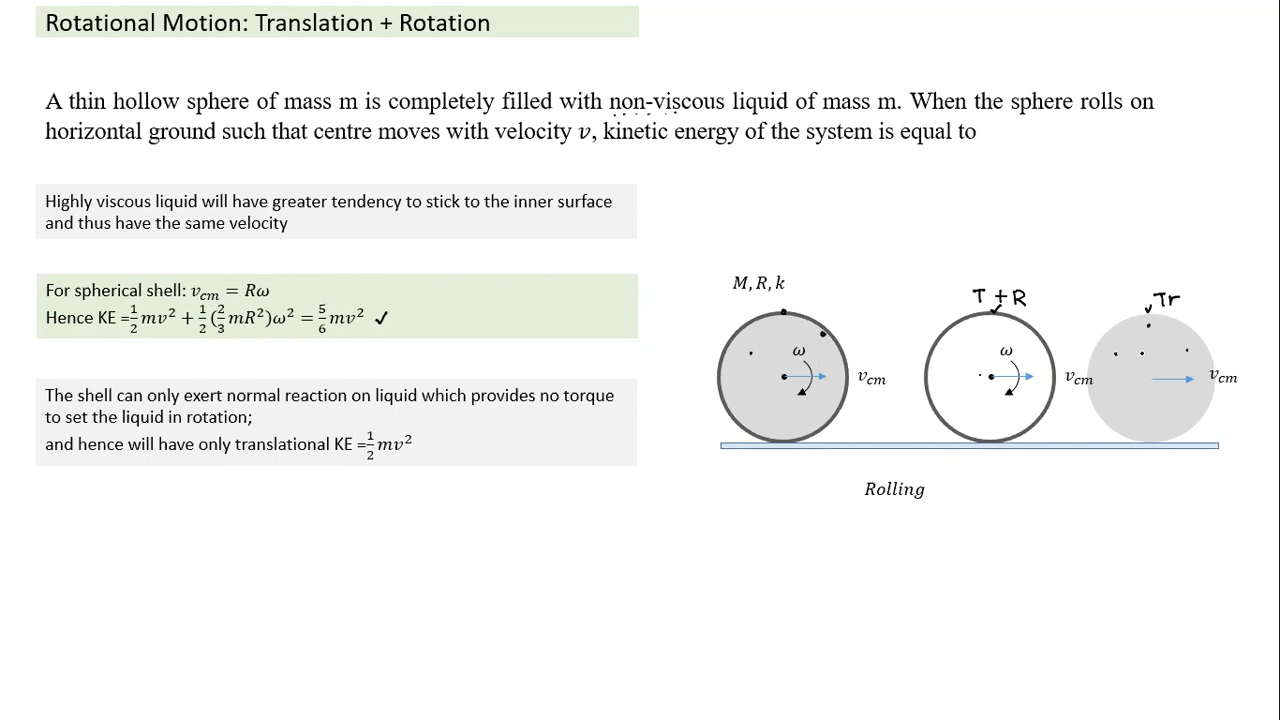 Rotational Motion: Translation + Rotation
A thin hollow sphere of mass m is completely filled with non-viscous liquid of mass m. When the sphere rolls on
horizontal ground such that centre moves with velocity v, kinetic energy of the system is equal to
Highly viscous liquid will have greater tendency to stick to the inner surface
and thus have the same velocity
For spherical shell: v_cm = Rω
Hence KE = 1/2 mv² + 1/2 (2/3 mR²)ω² = 5/6 mv² ✓
The shell can only exert normal reaction on liquid which provides no torque
to set the liquid in rotation;
and hence will have only translational KE = 1/2 mv²
M, R, k
T + R
Tr
ω
v_cm
ω
v_cm
v_cm
Rolling